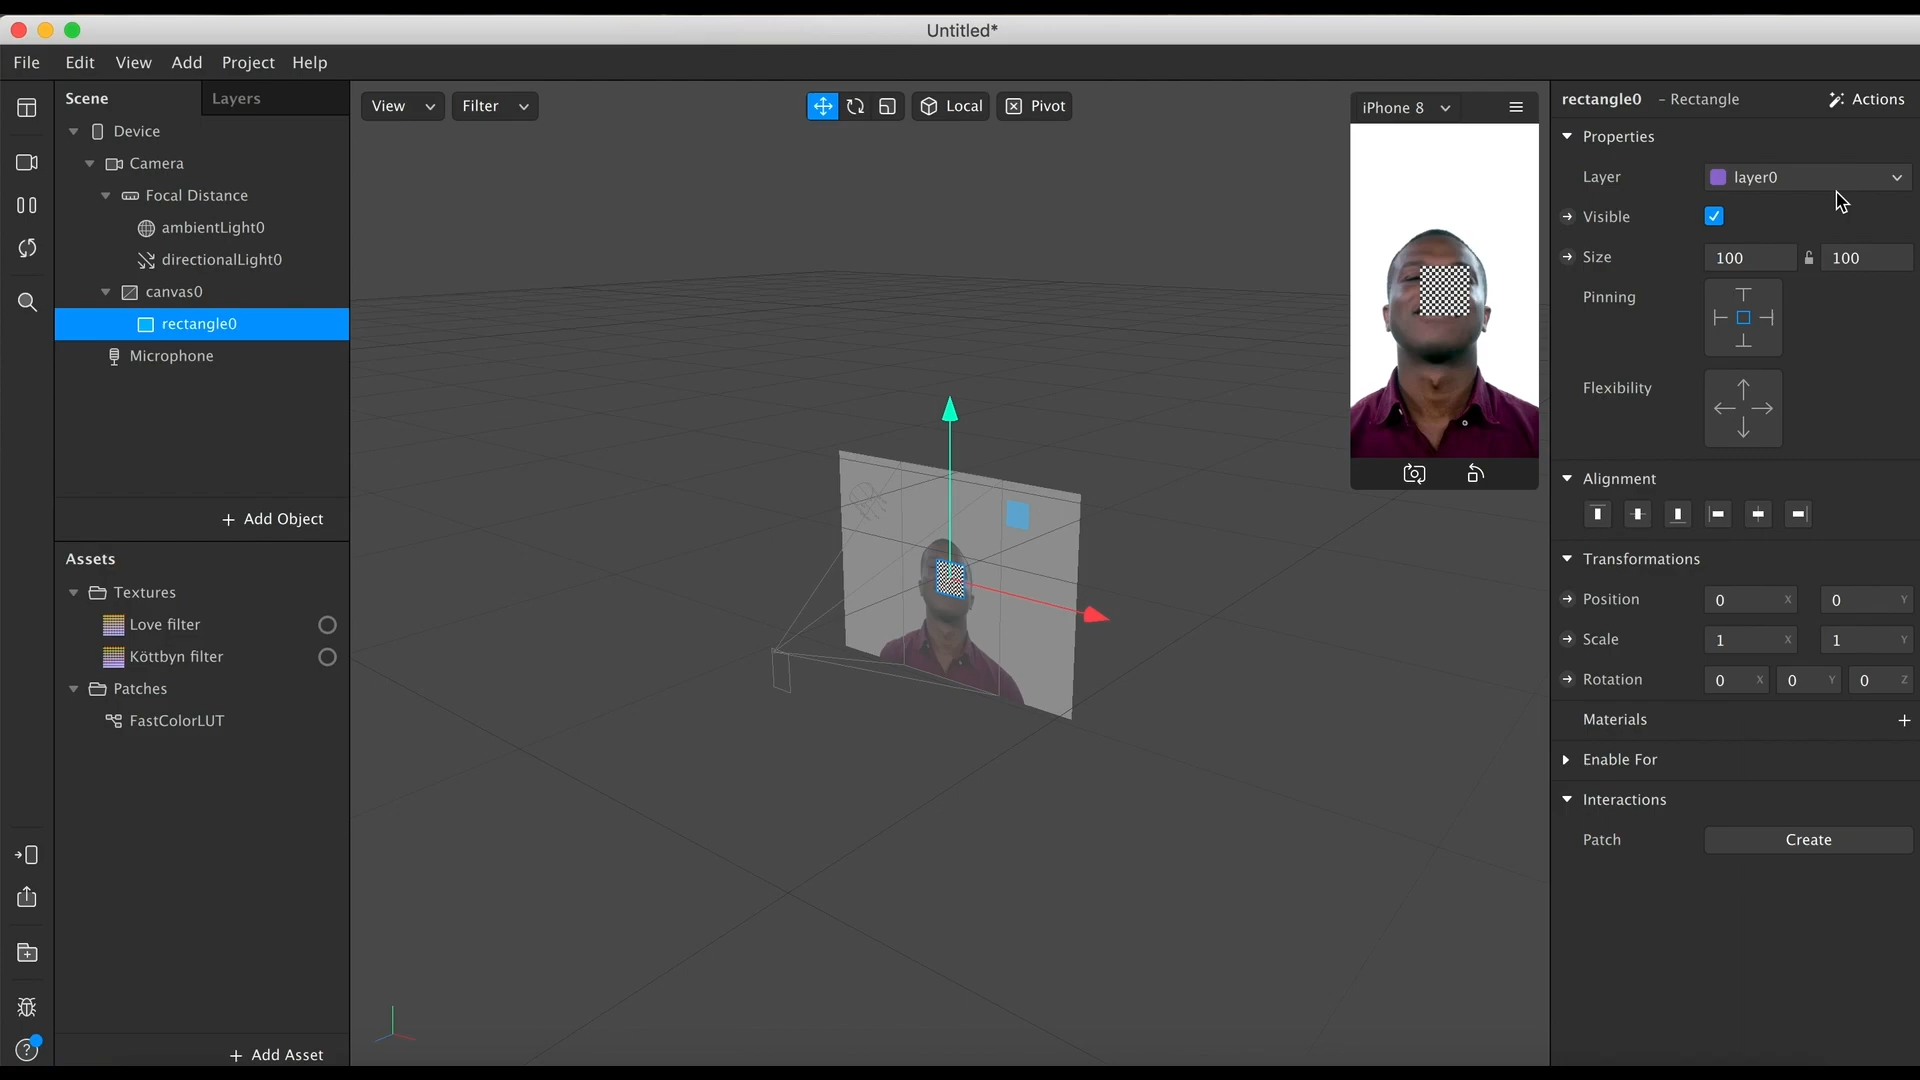 Untitled*
File Edit View Add Project Help
Scene Layers
Device
Camera
Focal Distance
ambientLight0
directionalLight0
canvas0
rectangle0
Microphone
+ Add Object
Assets
Textures
Love filter
Köttbyn filter
Patches
FastColorLUT
+ Add Asset
View Filter Local Pivot
iPhone 8
rectangle0 - Rectangle Actions
Properties
Layer layer0
Visible
Size 100 100
Pinning
Flexibility
Alignment
Transformations
Position 0 X 0 Y
Scale 1 X 1 Y
Rotation 0 X 0 Y 0 Z
Materials +
Enable For
Interactions
Patch Create
?